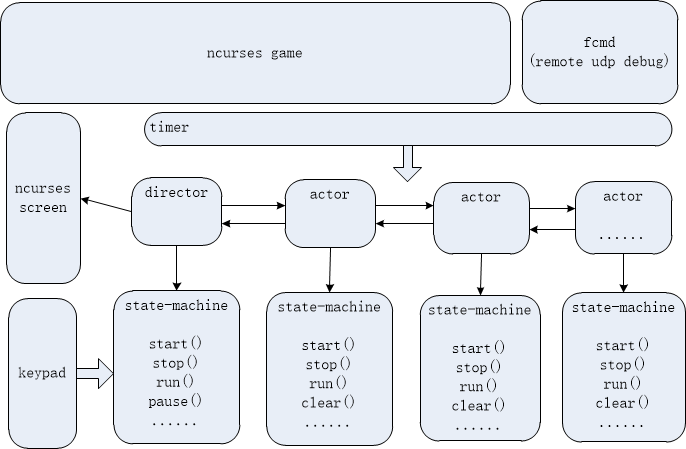 ncurses game
fcmd
(remote udp debug)
timer
ncurses
screen
director
actor
actor
actor
......
keypad
state-machine
start()
stop()
run()
pause()
......
state-machine
start()
stop()
run()
clear()
......
state-machine
start()
stop()
run()
clear()
......
state-machine
start()
stop()
run()
clear()
......